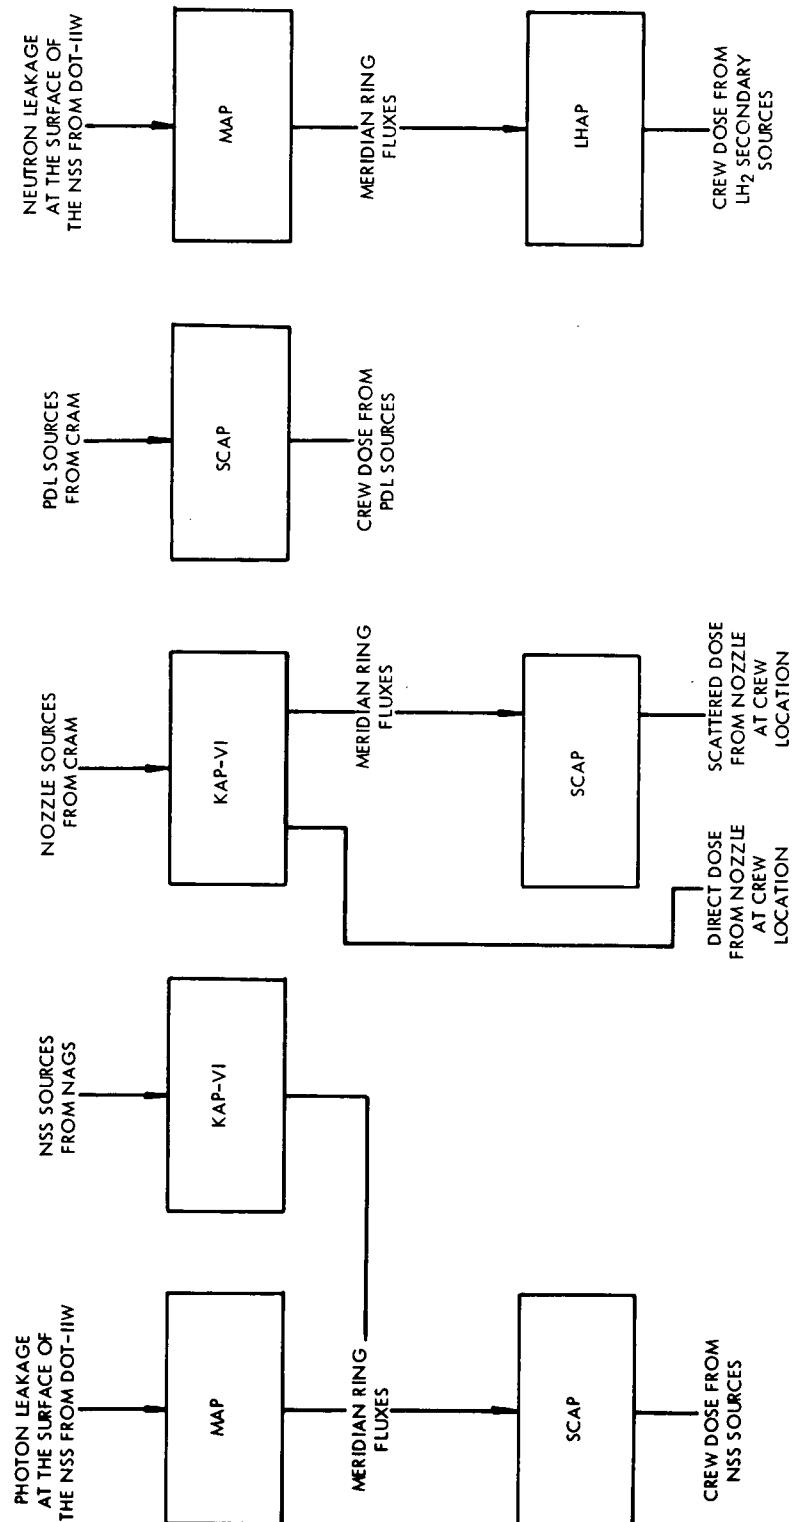 PHOTON LEAKAGE
AT THE SURFACE OF
THE NSS FROM DOT-IIW
MAP
MERIDIAN RING
FLUXES
SCAP
CREW DOSE FROM
NSS SOURCES
NSS SOURCES
FROM NAGS
KAP-VI
NOZZLE SOURCES
FROM CRAM
KAP-VI
MERIDIAN RING
FLUXES
SCAP
DIRECT DOSE
FROM NOZZLE
AT CREW
LOCATION
SCATTERED DOSE
FROM NOZZLE
AT CREW
LOCATION
PDL SOURCES
FROM CRAM
SCAP
CREW DOSE FROM
PDL SOURCES
NEUTRON LEAKAGE
AT THE SURFACE OF
THE NSS FROM DOT-IIW
MAP
MERIDIAN RING
FLUXES
LHAP
CREW DOSE FROM
LH2 SECONDARY
SOURCES